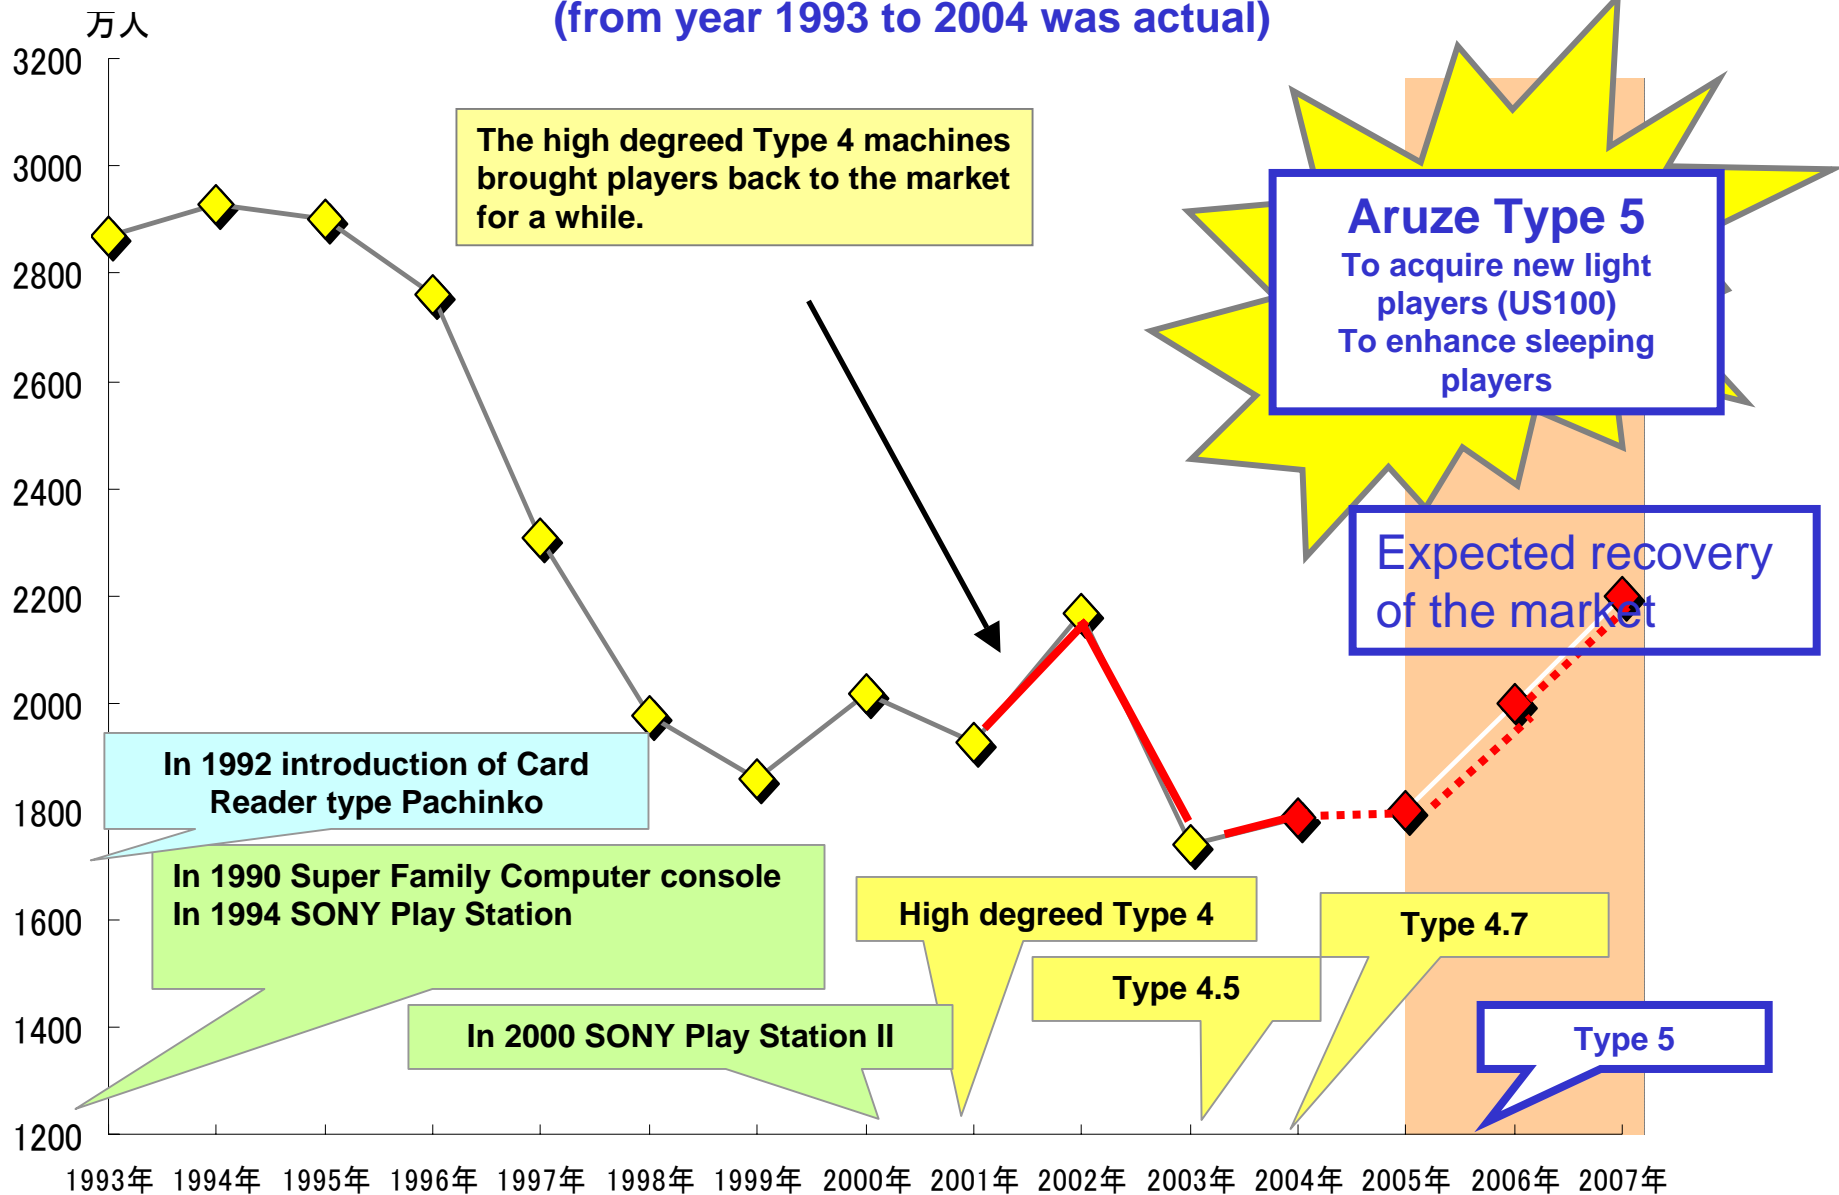 (from year 1993 to 2004 was actual)
万人
3200
3000
2800
2600
2400
2200
2000
1800
1600
1400
1200
The high degreed Type 4 machines
brought players back to the market
for a while.
Aruze Type 5
To acquire new light
players (US100)
To enhance sleeping
players
Expected recovery
of the market
In 1992 introduction of Card
Reader type Pachinko
In 1990 Super Family Computer console
In 1994 SONY Play Station
In 2000 SONY Play Station II
High degreed Type 4
Type 4.5
Type 4.7
Type 5
1993年 1994年 1995年 1996年 1997年 1998年 1999年 2000年 2001年 2002年 2003年 2004年 2005年 2006年 2007年